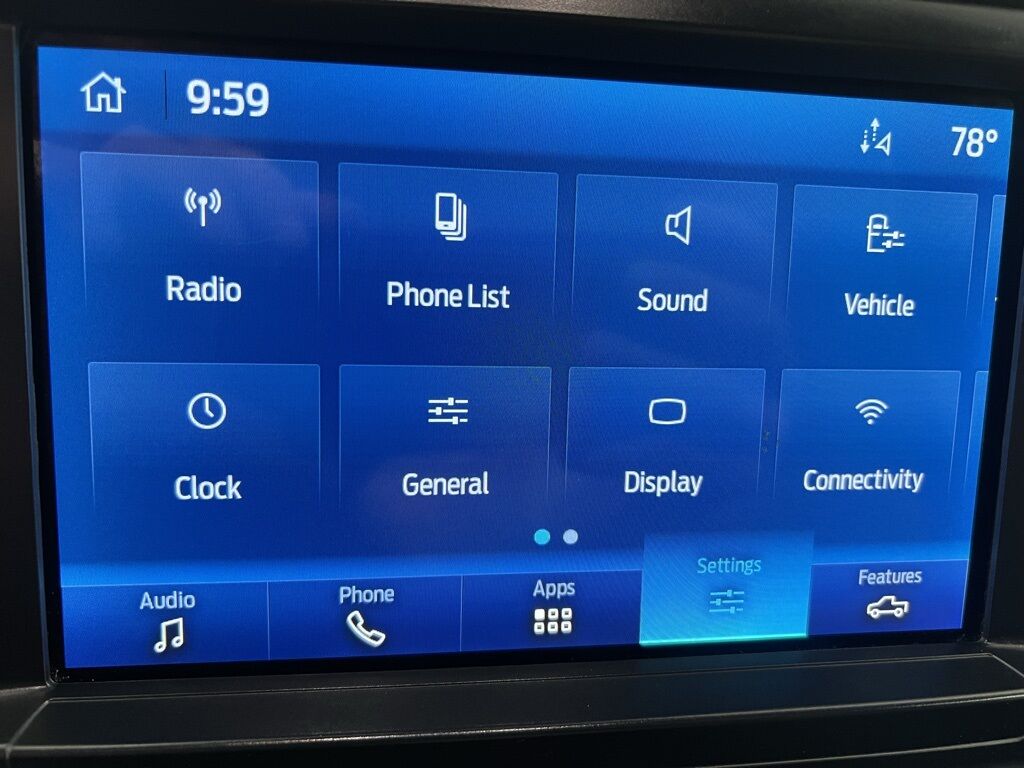 9:59
78°
Radio
Phone List
Sound
Vehicle
Clock
General
Display
Connectivity
Audio
Phone
Apps
Settings
Features